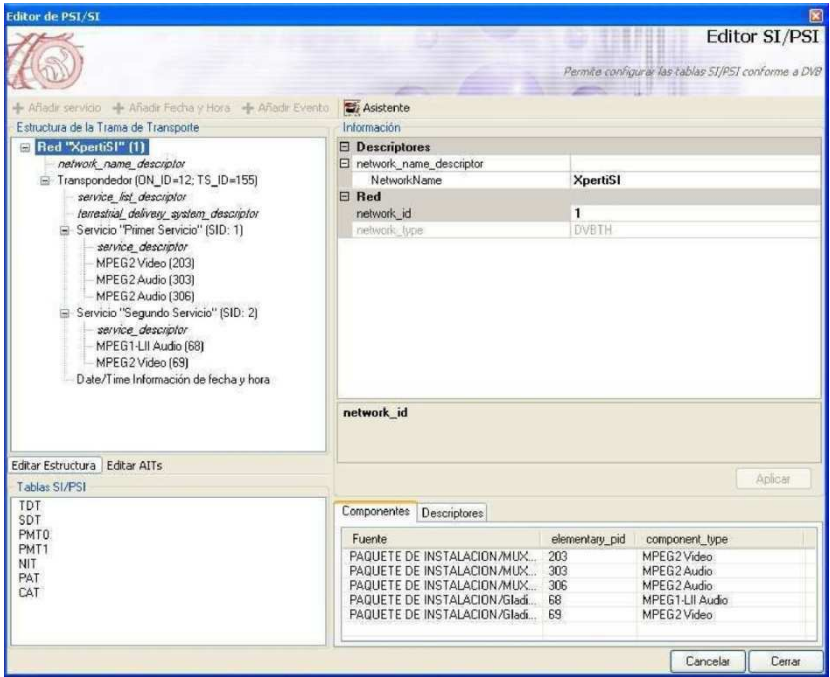 Editor de PSI/SI
Editor SI/PSI
Permite configurar las tablas SI/PSI conforme a DVB
Añadir servicio Añadir Fecha y Hora Añadir Evento Asistente
Estructura de la Trama de Transporte
Red "XpertiSI" (1)
network_name_descriptor
Transpondedor (ON_ID=12; TS_ID=155)
service_list_descriptor
terrestrial_delivery_system_descriptor
Servicio "Primer Servicio" (SID: 1)
service_descriptor
MPEG2 Video (203)
MPEG2 Audio (303)
MPEG2 Audio (306)
Servicio "Segundo Servicio" (SID: 2)
service_descriptor
MPEG1-LII Audio (68)
MPEG2 Video (69)
Date/Time Información de fecha y hora
Editar Estructura Editar AITs
Tablas SI/PSI
TDT
SDT
PMT0
PMT1
NIT
PAT
CAT
Información
Descriptores
network_name_descriptor
NetworkName XpertiSI
Red
network_id 1
network_type DVBTH
network_id
Aplicar
Componentes Descriptores
Fuente elementary_pid component_type
PAQUETE DE INSTALACION/MUX... 203 MPEG2 Video
PAQUETE DE INSTALACION/MUX... 303 MPEG2 Audio
PAQUETE DE INSTALACION/MUX... 306 MPEG2 Audio
PAQUETE DE INSTALACION/Gladi... 68 MPEG1-LII Audio
PAQUETE DE INSTALACION/Gladi... 69 MPEG2 Video
Cancelar Cerrar